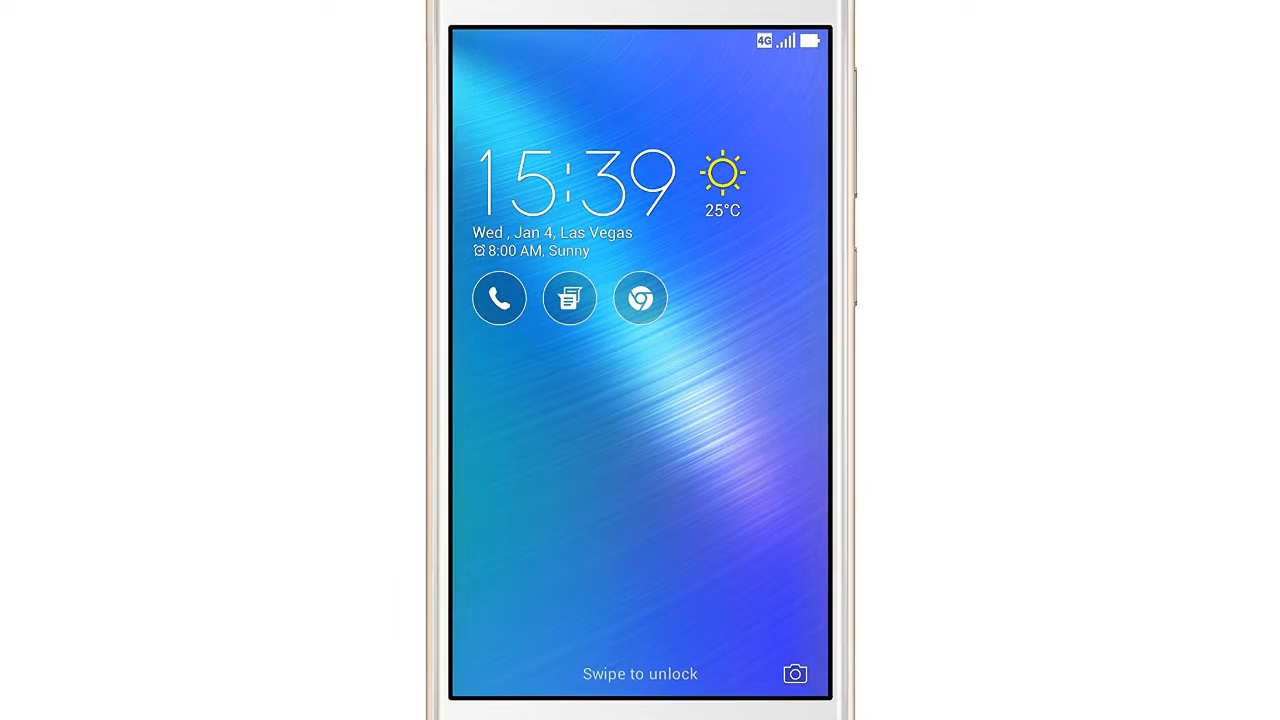 4G
15:39
25°C
Wed , Jan 4, Las Vegas
8:00 AM, Sunny
Swipe to unlock